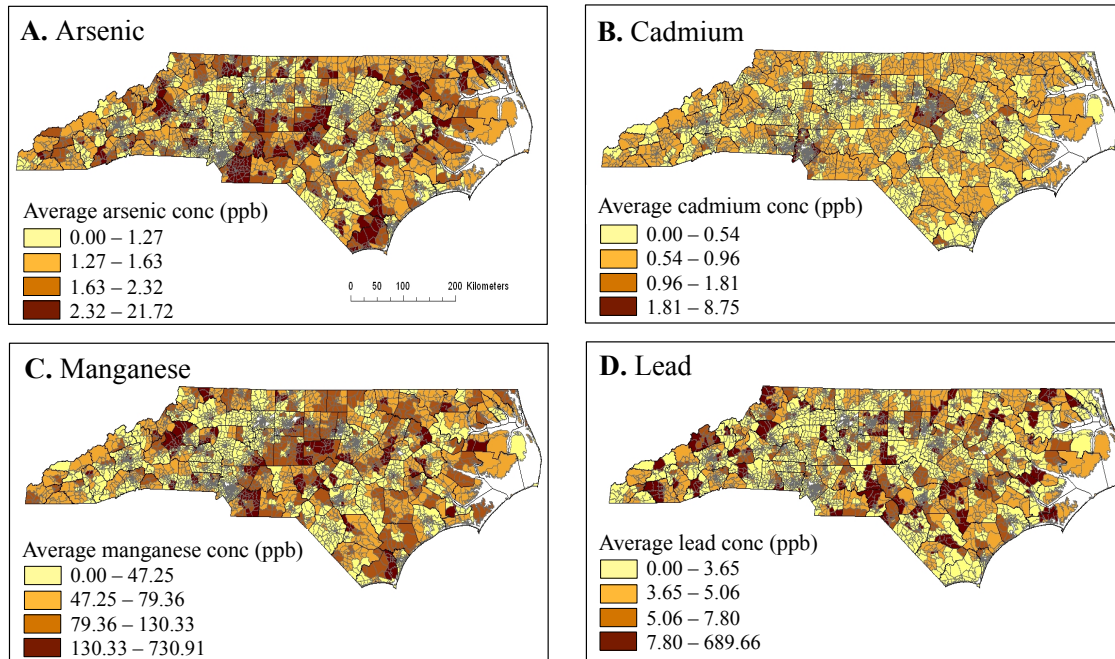 A. Arsenic
Average arsenic conc (ppb)
0.00 – 1.27
1.27 – 1.63
1.63 – 2.32
2.32 – 21.72
0 50 100 200 Kilometers
B. Cadmium
Average cadmium conc (ppb)
0.00 – 0.54
0.54 – 0.96
0.96 – 1.81
1.81 – 8.75
C. Manganese
Average manganese conc (ppb)
0.00 – 47.25
47.25 – 79.36
79.36 – 130.33
130.33 – 730.91
D. Lead
Average lead conc (ppb)
0.00 – 3.65
3.65 – 5.06
5.06 – 7.80
7.80 – 689.66